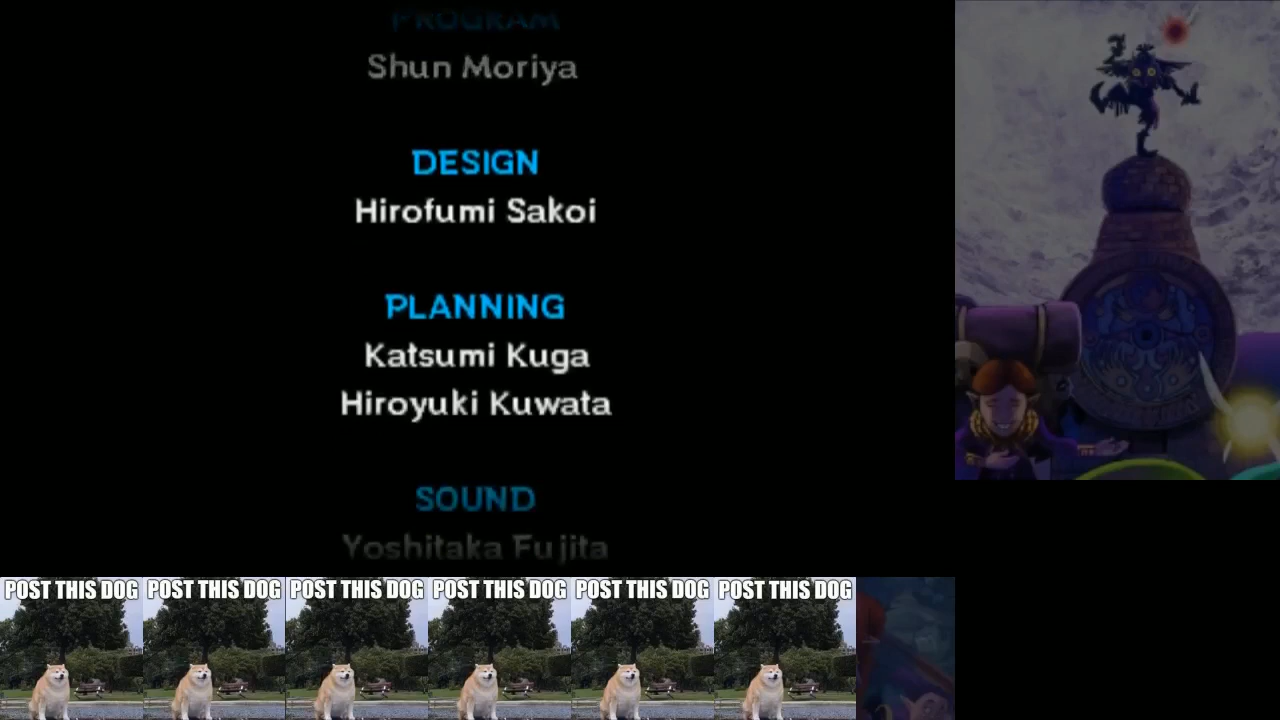 PROGRAM
Shun Moriya
DESIGN
Hirofumi Sakoi
PLANNING
Katsumi Kuga
Hiroyuki Kuwata
SOUND
Yoshitaka Fujita
POST THIS DOG POST THIS DOG POST THIS DOG POST THIS DOG POST THIS DOG POST THIS DOG